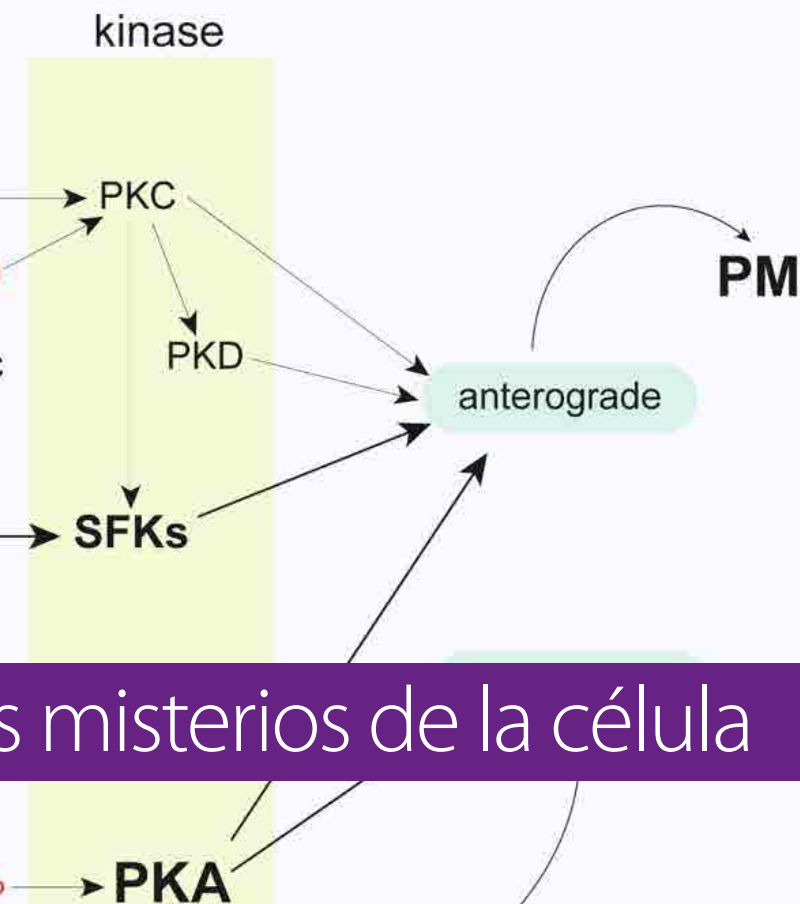 kinase
PKC
PM
PKD
anterograde
SFKs
s misterios de la célula
PKA